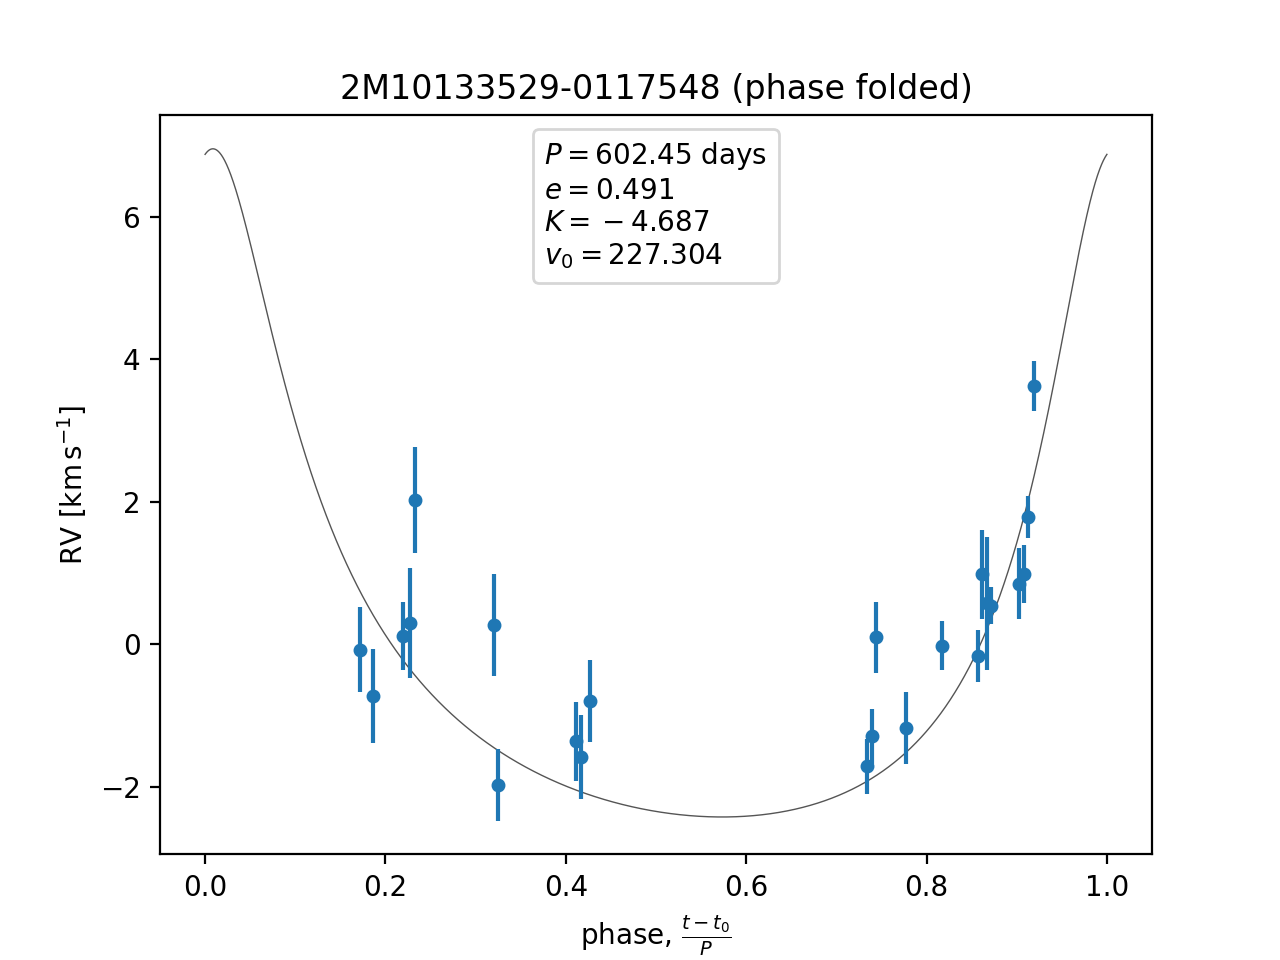 2M10133529-0117548 (phase folded)
P = 602.45 days
e = 0.491
K = −4.687
v₀ = 227.304
RV [km s⁻¹]
6
4
2
0
−2
0.0 0.2 0.4 0.6 0.8 1.0
phase, (t − t₀)/P